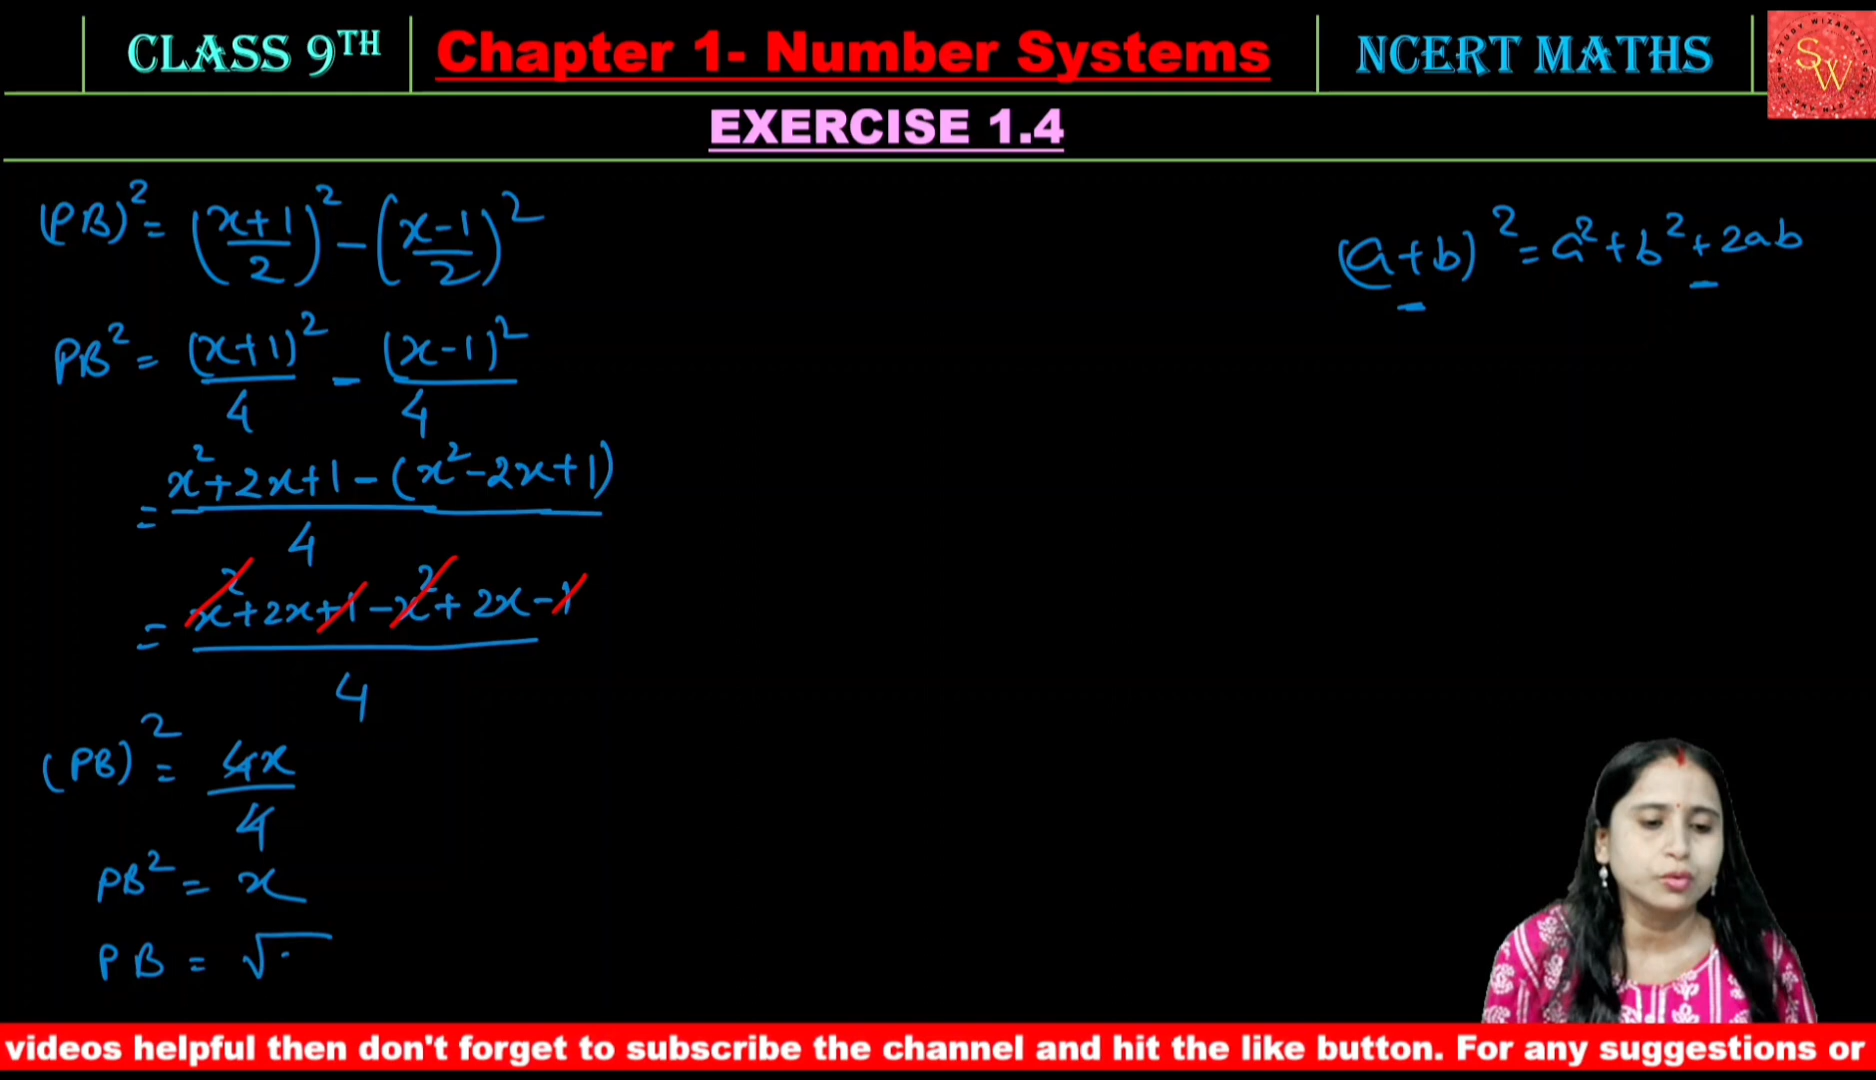 CLASS 9TH
Chapter 1- Number Systems
NCERT MATHS
SW
EXERCISE 1.4
(PB)² = (x+1/2)² - (x-1/2)²
(a+b)² = a² + b² + 2ab
PB² = (x+1)²/4 - (x-1)²/4
= x²+2x+1-(x²-2x+1)/4
= x²+2x+1-x²+2x-1/4
(PB)² = 4x/4
PB² = x
PB = √
videos helpful then don't forget to subscribe the channel and hit the like button. For any suggestions or